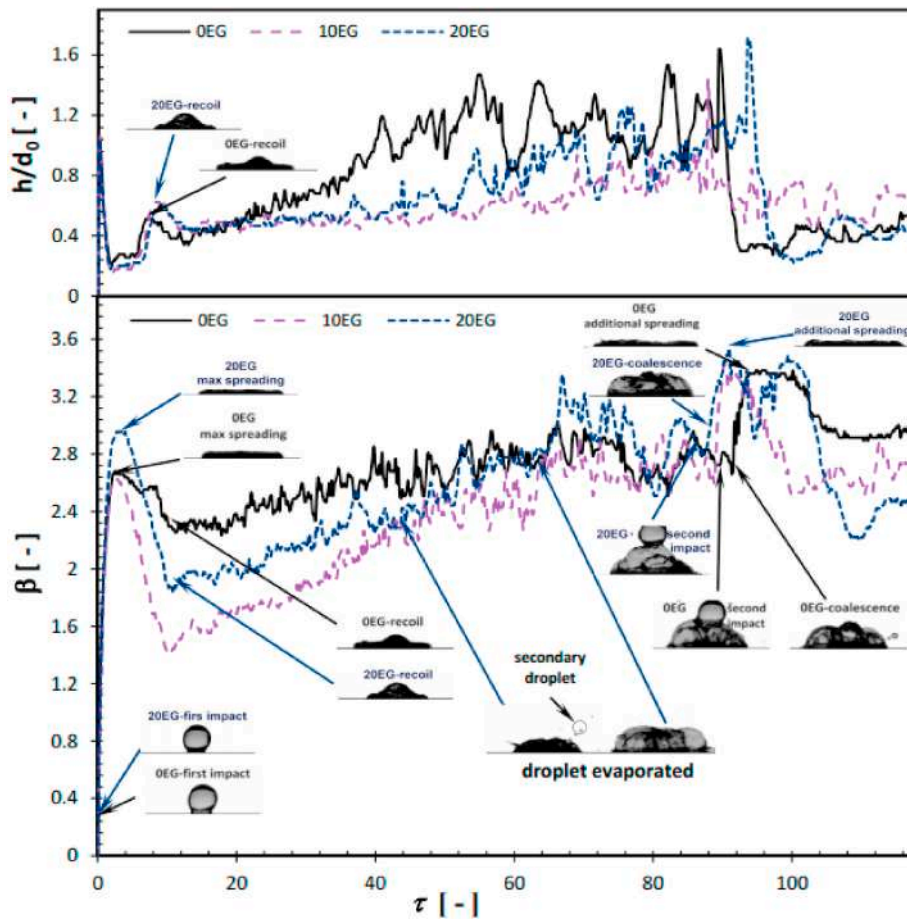 h/d0 [ - ]
1.6
1.2
0.8
0.4
0
0EG 10EG 20EG
20EG-recoil
0EG-recoil
β [ - ]
3.6
3.2
2.8
2.4
2
1.6
1.2
0.8
0.4
0
0EG 10EG 20EG
0EG
additional spreading
20EG
additional spreading
20EG
max spreading
20EG-coalescence
0EG
max spreading
20EG - second
impact
0EG second
impact
0EG-coalescence
0EG-recoil
20EG-recoil
secondary
droplet
20EG-firs impact
0EG-first impact
droplet evaporated
0 20 40 60 80 100
τ [ - ]